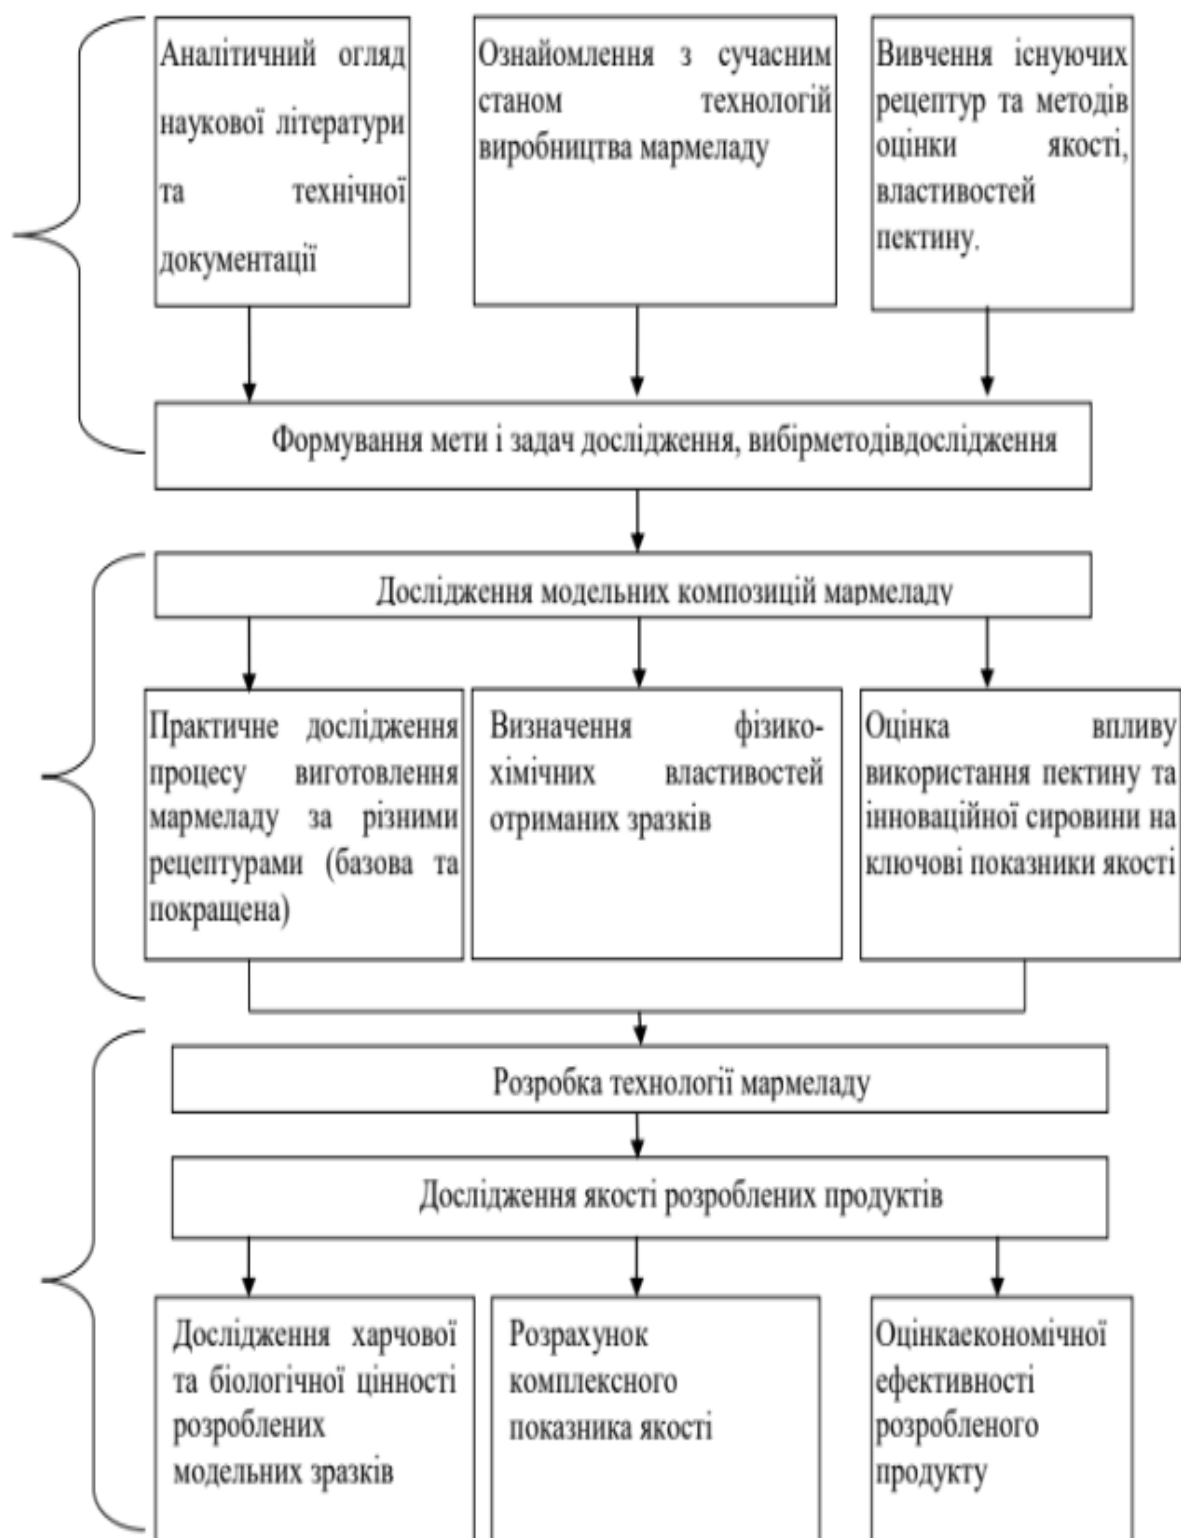 Аналітичний огляд
наукової літератури
та технічної
документації
Ознайомлення з сучасним
станом технологій
виробництва мармеладу
Вивчення існуючих
рецептур та методів
оцінки якості,
властивостей
пектину.
Формування мети і задач дослідження, вибірметодівдослідження
Дослідження модельних композицій мармеладу
Практичне дослідження
процесу виготовлення
мармеладу за різними
рецептурами (базова та
покращена)
Визначення фізико-
хімічних властивостей
отриманих зразків
Оцінка впливу
використання пектину та
інноваційної сировини на
ключові показники якості
Розробка технології мармеладу
Дослідження якості розроблених продуктів
Дослідження харчової
та біологічної цінності
розроблених
модельних зразків
Розрахунок
комплексного
показника якості
Оцінкаекономічної
ефективності
розробленого
продукту